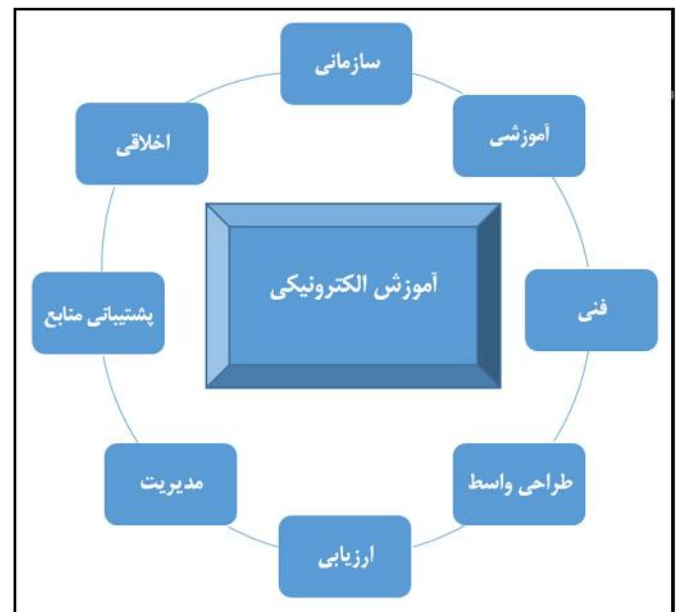 سازمانی
آموزشی
اخلاقی
آموزش الکترونیکی
فنی
پشتیبانی منابع
طراحی واسط
مدیریت
ارزیابی